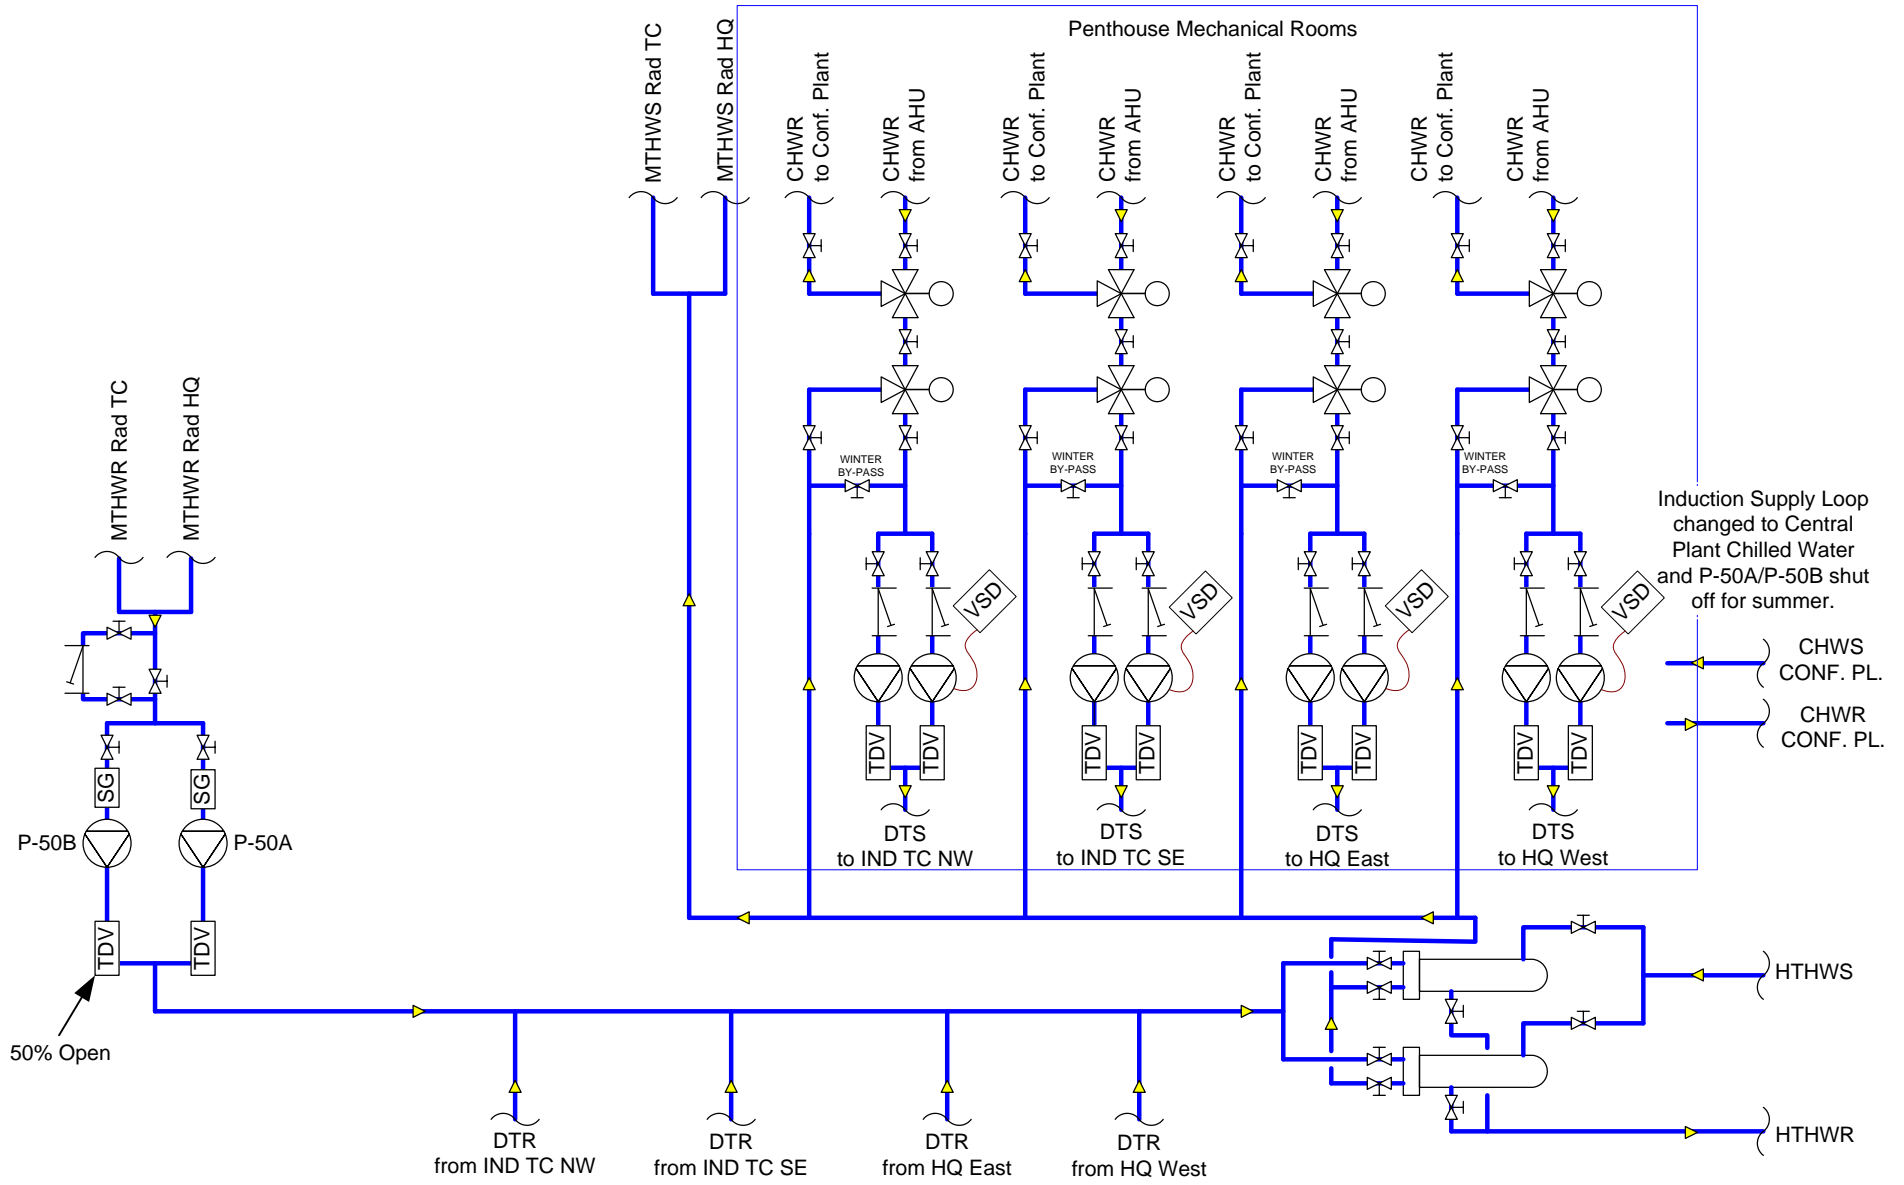 Penthouse Mechanical Rooms
MTHWS Rad TC
MTHWS Rad HQ
CHWR
to Conf. Plant
CHWR
from AHU
CHWR
to Conf. Plant
CHWR
from AHU
CHWR
to Conf. Plant
CHWR
from AHU
CHWR
to Conf. Plant
CHWR
from AHU
MTHWR Rad TC
MTHWR Rad HQ
WINTER
BY-PASS
WINTER
BY-PASS
WINTER
BY-PASS
WINTER
BY-PASS
Induction Supply Loop
changed to Central
Plant Chilled Water
and P-50A/P-50B shut
off for summer.
VSD
VSD
VSD
VSD
CHWS
CONF. PL.
CHWR
CONF. PL.
TDV
TDV
TDV
TDV
TDV
TDV
TDV
TDV
SG
SG
P-50B
P-50A
DTS
to IND TC NW
DTS
to IND TC SE
DTS
to HQ East
DTS
to HQ West
TDV
TDV
50% Open
HTHWS
HTHWR
DTR
from IND TC NW
DTR
from IND TC SE
DTR
from HQ East
DTR
from HQ West